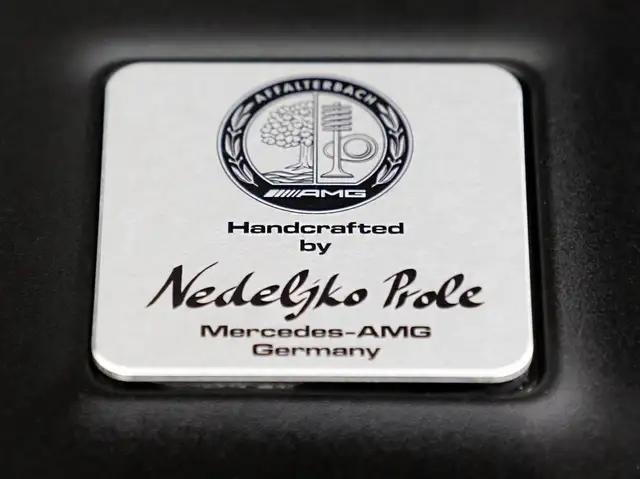 AFFALTERBACH
AMG
Handcrafted
by
Nedeljko Prole
Mercedes-AMG
Germany